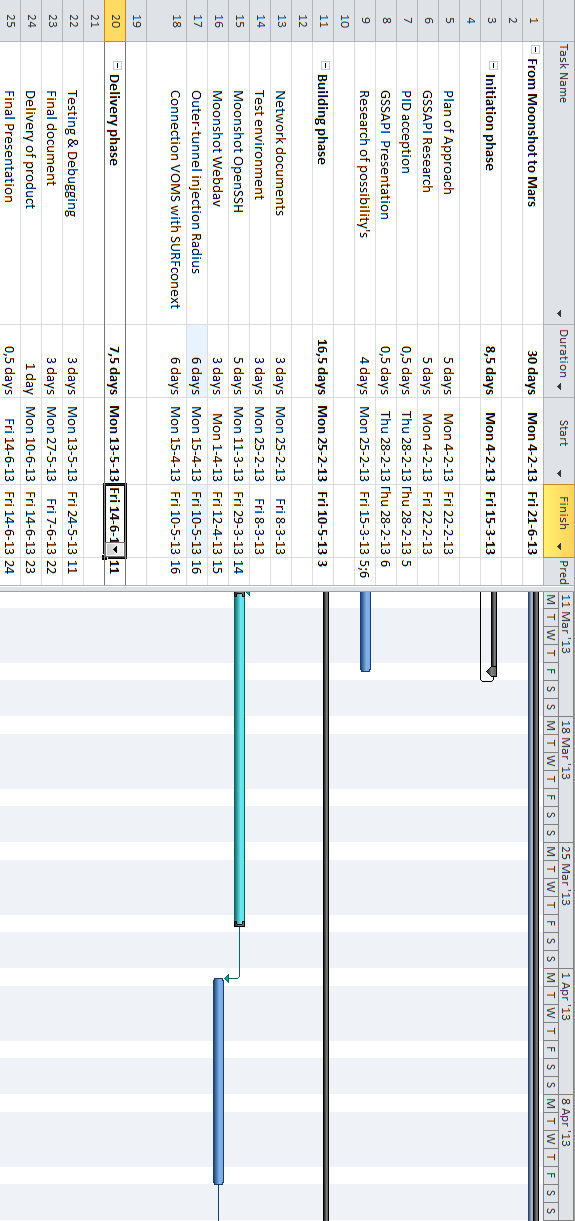 Task Name Duration Start Finish Pred
1 From Moonshot to Mars 30 days Mon 4-2-13 Fri 21-6-13
2
3 Initiation phase 8,5 days Mon 4-2-13 Fri 15-3-13
4
5 Plan of Approach 5 days Mon 4-2-13 Fri 22-2-13
6 GSSAPI Research 5 days Mon 4-2-13 Fri 22-2-13
7 PID acception 0,5 days Thu 28-2-13 Thu 28-2-13 5
8 GSSAPI Presentation 0,5 days Thu 28-2-13 Thu 28-2-13 6
9 Research of possibility's 4 days Mon 25-2-13 Fri 15-3-13 5;6
10
11 Building phase 16,5 days Mon 25-2-13 Fri 10-5-13 3
12
13 Network documents 3 days Mon 25-2-13 Fri 8-3-13
14 Test environment 3 days Mon 25-2-13 Fri 8-3-13
15 Moonshot OpenSSH 5 days Mon 11-3-13 Fri 29-3-13 14
16 Moonshot Webdav 3 days Mon 1-4-13 Fri 12-4-13 15
17 Outer-tunnel injection Radius 6 days Mon 15-4-13 Fri 10-5-13 16
18 Connection VOMS with SURFconext 6 days Mon 15-4-13 Fri 10-5-13 16
19
20 Delivery phase 7,5 days Mon 13-5-13 Fri 14-6-1 11
21
22 Testing & Debugging 3 days Mon 13-5-13 Fri 24-5-13 11
23 Final document 3 days Mon 27-5-13 Fri 7-6-13 22
24 Delivery of product 1 day Mon 10-6-13 Fri 14-6-13 23
25 Final Presentation 0,5 days Fri 14-6-13 Fri 14-6-13 24
11 Mar '13 18 Mar '13 25 Mar '13 1 Apr '13 8 Apr '13
M T W T F S S M T W T F S S M T W T F S S M T W T F S S M T W T F S S